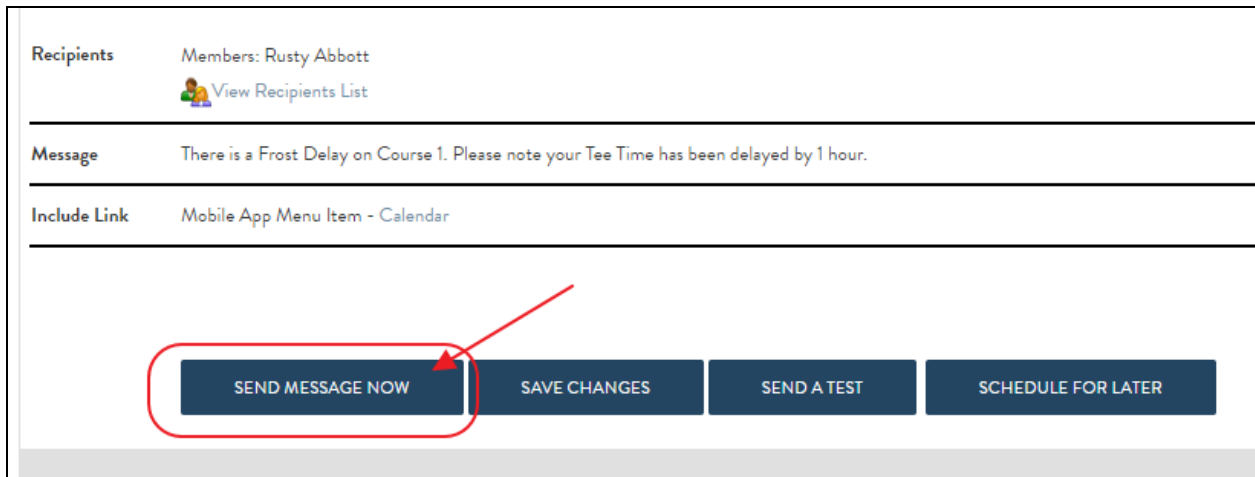 Recipients Members: Rusty Abbott
View Recipients List
Message There is a Frost Delay on Course 1. Please note your Tee Time has been delayed by 1 hour.
Include Link Mobile App Menu Item - Calendar
SEND MESSAGE NOW SAVE CHANGES SEND A TEST SCHEDULE FOR LATER